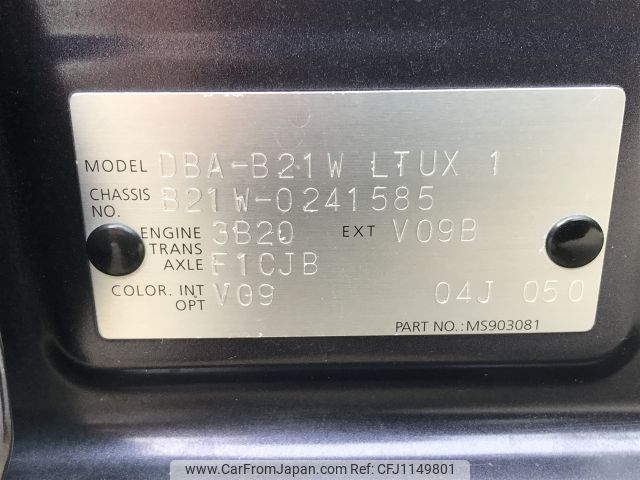 MODEL DBA-B21W LTUX 1
CHASSIS NO. B21W-0241585
ENGINE 3B20 EXT V09B
TRANS AXLE F1CJB
COLOR. INT V09 04J 050
OPT
PART NO.: MS903081
www.CarFromJapan.com Ref No: CFJ1149801